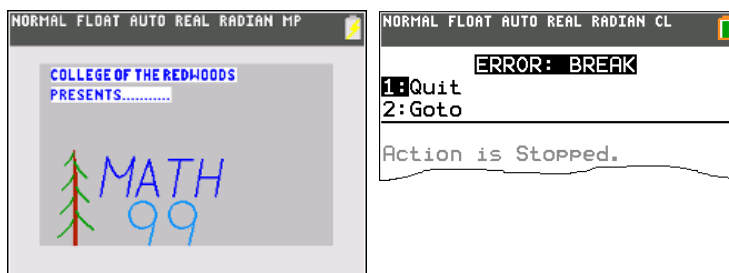 NORMAL FLOAT AUTO REAL RADIAN MP
COLLEGE OF THE REDWOODS
PRESENTS...........
MATH
99
NORMAL FLOAT AUTO REAL RADIAN CL
ERROR: BREAK
1:Quit
2:Goto
Action is Stopped.